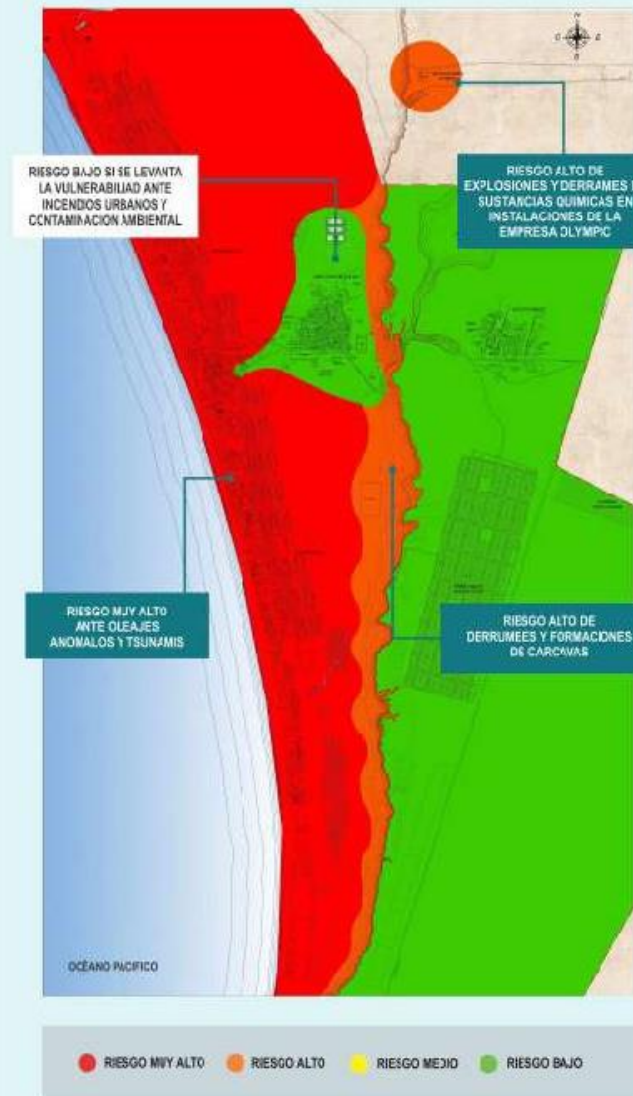 N
O
E
S
RIESGO BAJO SI SE LEVANTA
LA VULNERABILIAD ANTE
INCENDIOS URBANOS Y
CONTAMINACION AMBIENTAL
RIESGO ALTO DE
EXPLOSIONES Y DERRAMES
SUSTANCIAS QUIMICAS EN
INSTALACIONES DE LA
EMPRESA OLYMPIC
RIESGO MUY ALTO
ANTE OLEAJES
ANOMALOS Y TSUNAMIS
RIESGO ALTO DE
DERRUMBES Y FORMACIONES
DE CARCAVAS
OCÉANO PACIFICO
RIESGO MUY ALTO
RIESGO ALTO
RIESGO MEDIO
RIESGO BAJO